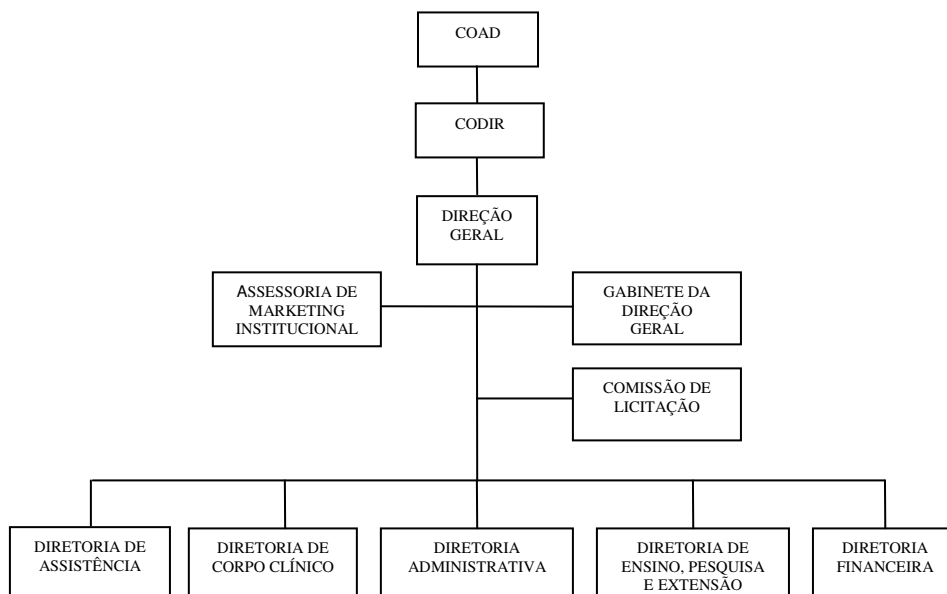 COAD
CODIR
DIREÇÃO
GERAL
ASSESSORIA DE
MARKETING
INSTITUCIONAL
GABINETE DA
DIREÇÃO
GERAL
COMISSÃO DE
LICITAÇÃO
DIRETORIA DE
ASSISTÊNCIA
DIRETORIA DE
CORPO CLÍNICO
DIRETORIA
ADMINISTRATIVA
DIRETORIA DE
ENSINO, PESQUISA
E EXTENSÃO
DIRETORIA
FINANCEIRA